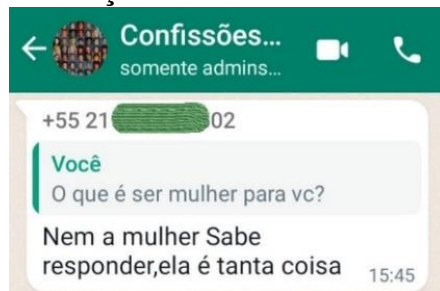 Confissões...
somente admins...
+55 21 02
Você
O que é ser mulher para vc?
Nem a mulher Sabe
responder,ela é tanta coisa 15:45